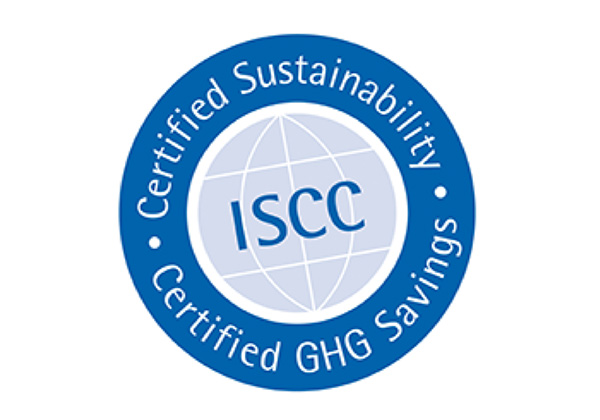 Certified Sustainability
ISCC
Certified GHG Savings